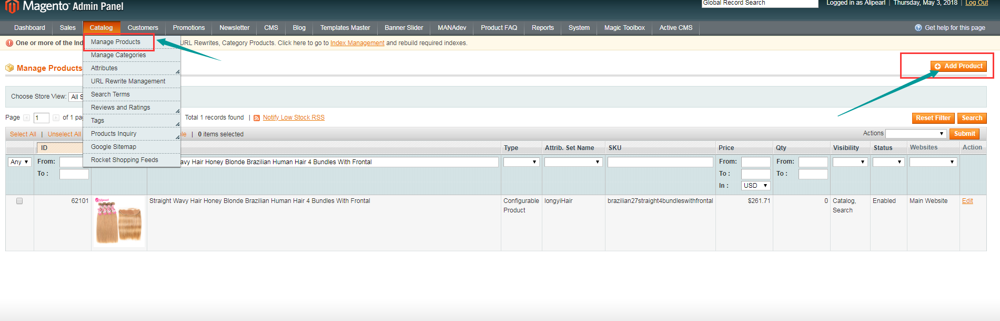 Magento™ Admin Panel
Global Record Search
Logged in as Alipearl | Thursday, May 3, 2018 | Log Out
Dashboard Sales Catalog Customers Promotions Newsletter CMS Blog Templates Master Banner Slider MANAdev Product FAQ Reports System Magic Toolbox Active CMS
Get help for this page
One or more of the Ind
URL Rewrites, Category Products. Click here to go to Index Management and rebuild required indexes.
Manage Products
Manage Categories
Attributes
URL Rewrite Management
Search Terms
Reviews and Ratings
Tags
Products Inquiry
Google Sitemap
Rocket Shopping Feeds
Manage Products
Add Product
Choose Store View: All S
Page 1 of 1 pag
Total 1 records found | Notify Low Stock RSS
Reset Filter Search
Select All | Unselect All
| 0 items selected
Actions Submit
ID Type Attrib. Set Name SKU Price Qty Visibility Status Websites Action
Any From: avy Hair Honey Blonde Brazilian Human Hair 4 Bundles With Frontal From: From:
To : To : To :
In : USD
62101 Alipearl Straight Wavy Hair Honey Blonde Brazilian Human Hair 4 Bundles With Frontal Configurable longyiHair brazilian27straight4bundleswithfrontal $261.71 0 Catalog, Enabled Main Website Edit
Product Search